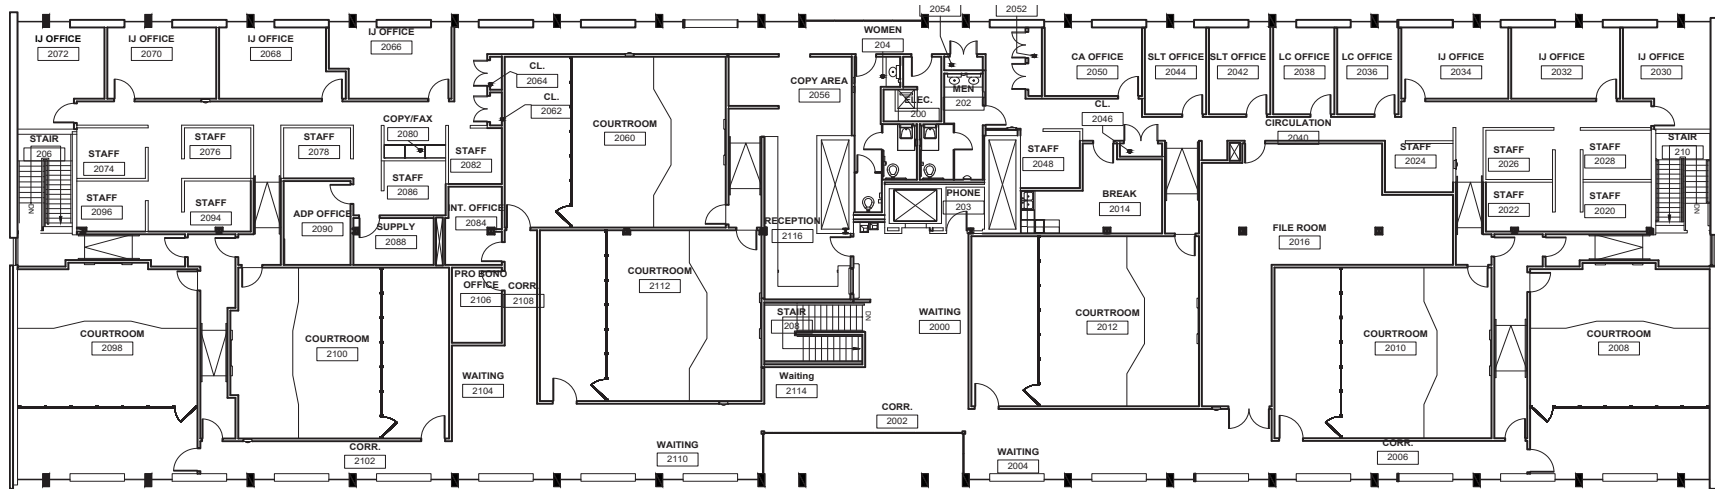 2054
2052
IJ OFFICE
2072
IJ OFFICE
2070
IJ OFFICE
2068
IJ OFFICE
2066
WOMEN
204
CA OFFICE
2050
SLT OFFICE
2044
SLT OFFICE
2042
LC OFFICE
2038
LC OFFICE
2036
IJ OFFICE
2034
IJ OFFICE
2032
IJ OFFICE
2030
CL.
2064
CL.
2062
COPY AREA
2056
MEN
202
ELEC.
200
CL.
2046
COPY/FAX
2080
COURTROOM
2060
CIRCULATION
2040
STAIR
206
STAFF
2076
STAFF
2078
STAFF
2074
STAFF
2082
STAFF
2048
STAFF
2024
STAFF
2026
STAFF
2028
STAIR
210
STAFF
2086
STAFF
2096
STAFF
2094
ADP OFFICE
2090
SUPPLY
2088
INT. OFFICE
2084
RECEPTION
2116
PHONE
203
BREAK
2014
FILE ROOM
2016
STAFF
2022
STAFF
2020
DN
DN
PRO BONO
OFFICE
2106
CORR.
2108
COURTROOM
2112
STAIR
208
DN
WAITING
2000
COURTROOM
2012
COURTROOM
2098
COURTROOM
2100
COURTROOM
2010
COURTROOM
2008
WAITING
2104
Waiting
2114
CORR.
2002
CORR.
2102
WAITING
2110
WAITING
2004
CORR.
2006